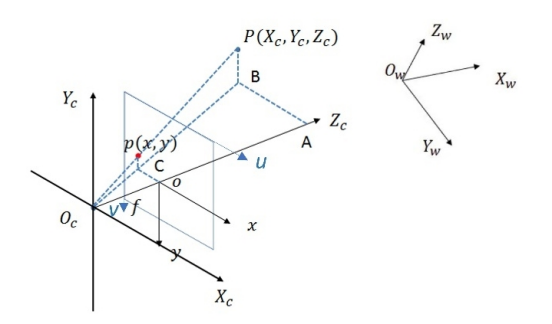 P(X_c, Y_c, Z_c)
Z_w
B
O_w
X_w
Y_c
Z_c
A
Y_w
p(x, y)
C
u
o
v
f
O_c
x
y
X_c